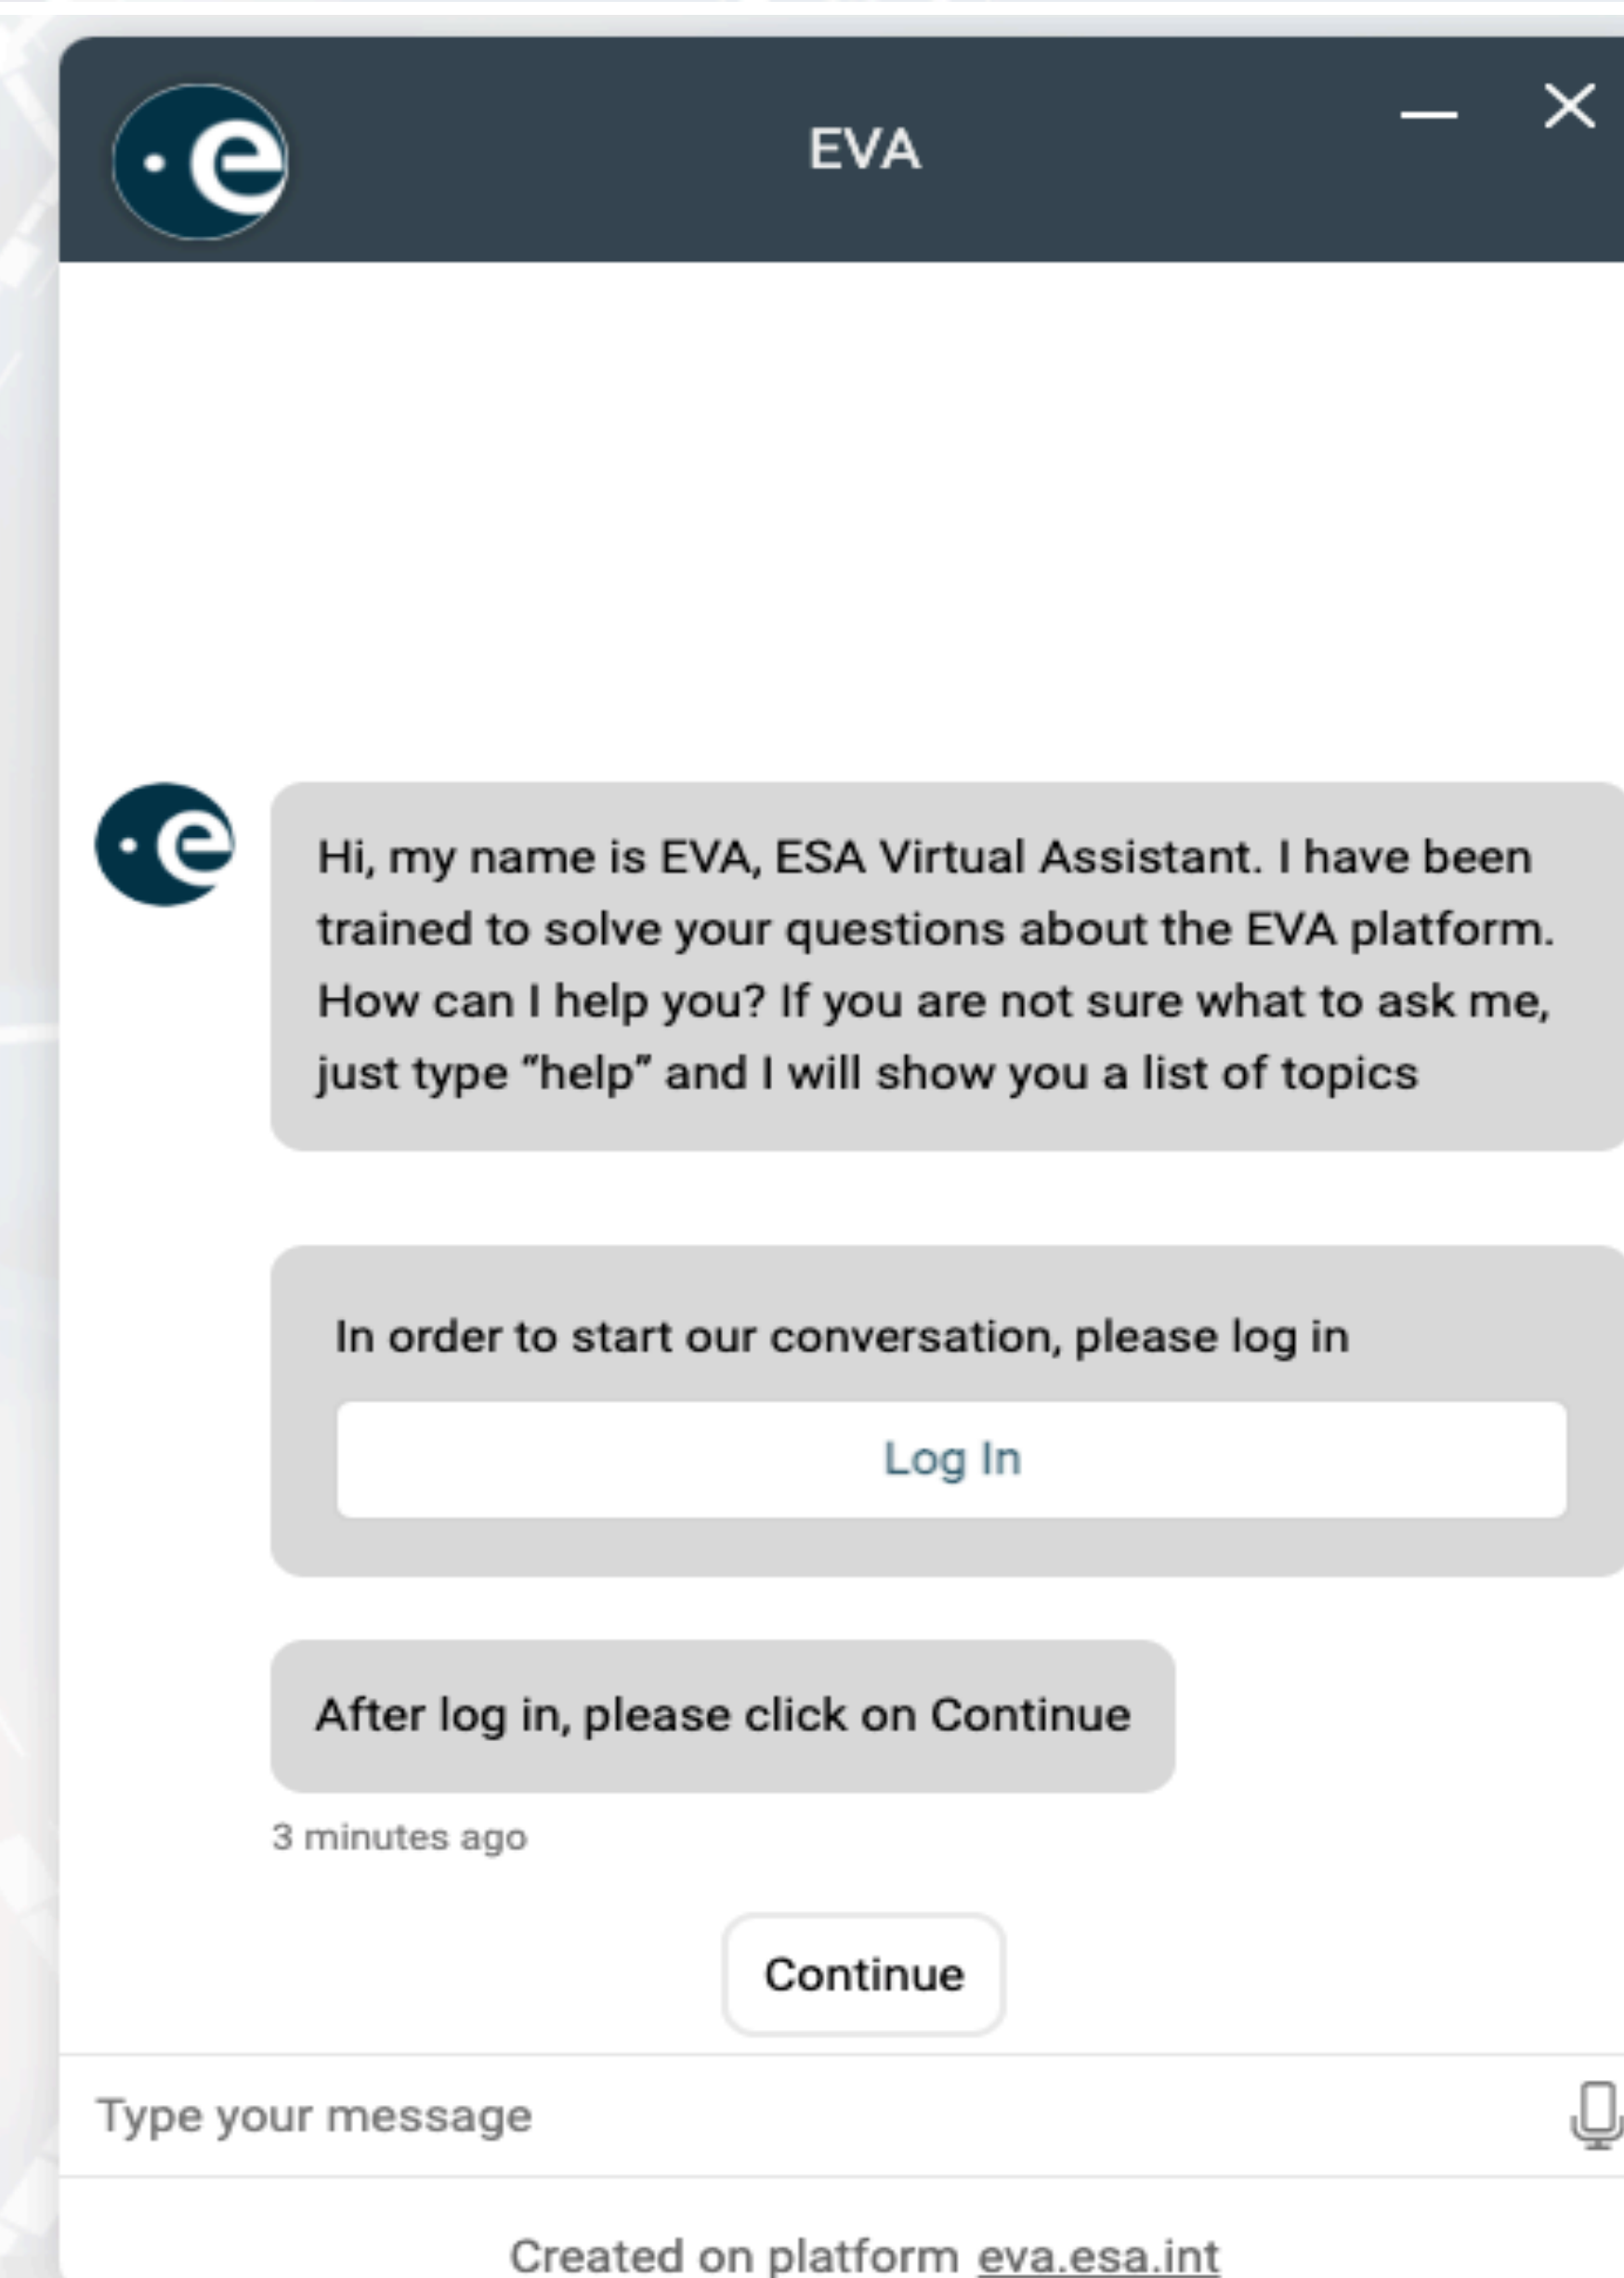 EVA
Hi, my name is EVA, ESA Virtual Assistant. I have been
trained to solve your questions about the EVA platform.
How can I help you? If you are not sure what to ask me,
just type “help” and I will show you a list of topics
In order to start our conversation, please log in
Log In
After log in, please click on Continue
3 minutes ago
Continue
Type your message
Created on platform eva.esa.int